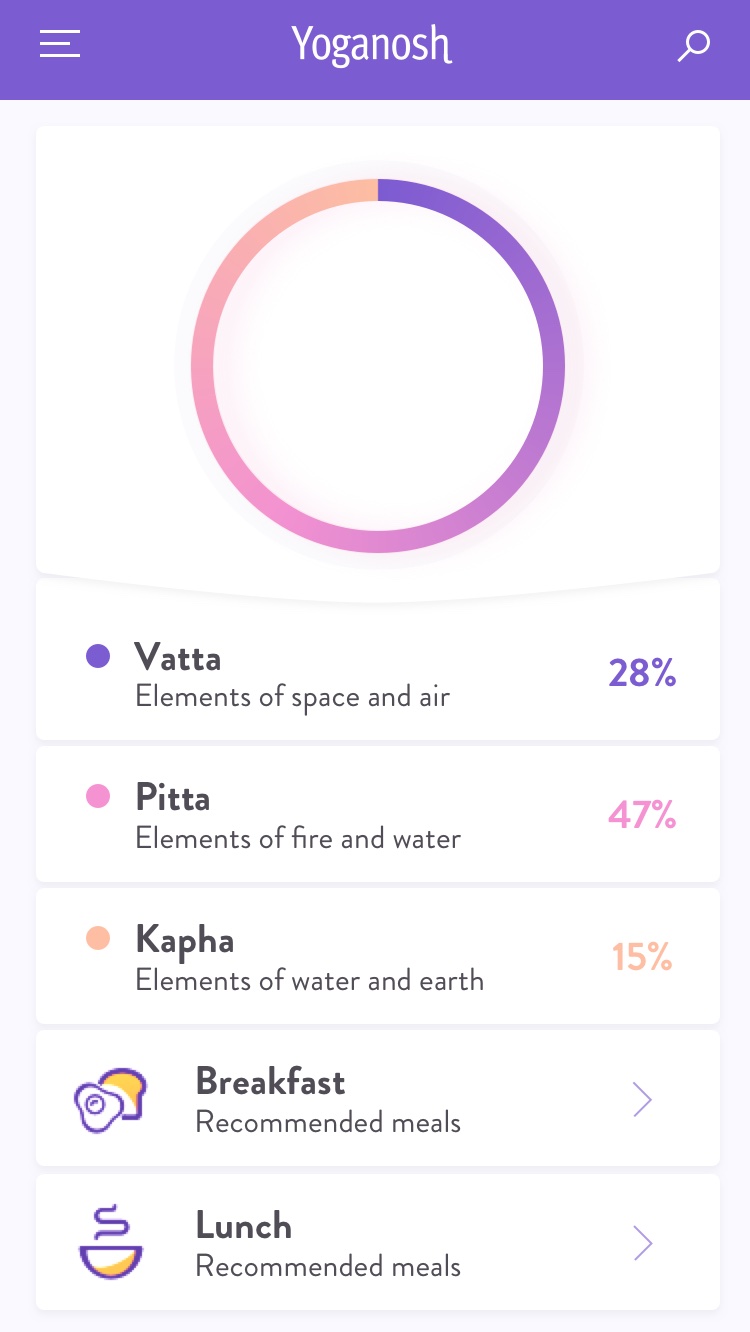 Yoganosh
Vatta
Elements of space and air
28%
Pitta
Elements of fire and water
47%
Kapha
Elements of water and earth
15%
Breakfast
Recommended meals
Lunch
Recommended meals